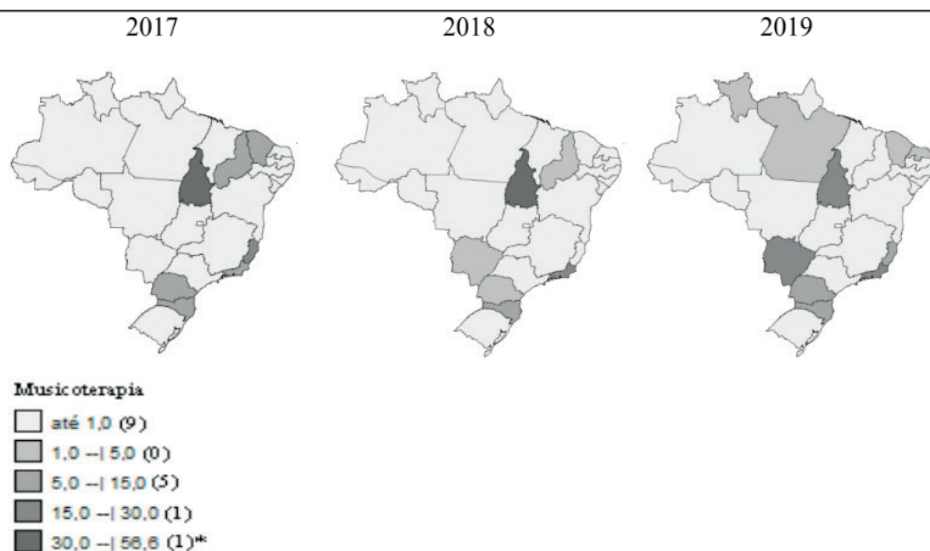 2017 2018 2019
Musicoterapia
até 1,0 (9)
1,0 --| 5,0 (0)
5,0 --| 15,0 (5)
15,0 --| 30,0 (1)
30,0 --| 56,6 (1)*